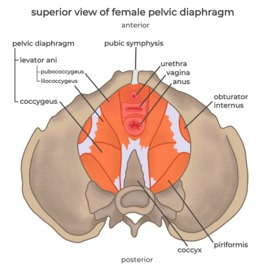 superior view of female pelvic diaphragm
anterior
pelvic diaphragm
pubic symphysis
levator ani
pubococcygeus
iliococcygeus
coccygeus
urethra
vagina
anus
obturator
internus
coccyx
piriformis
posterior